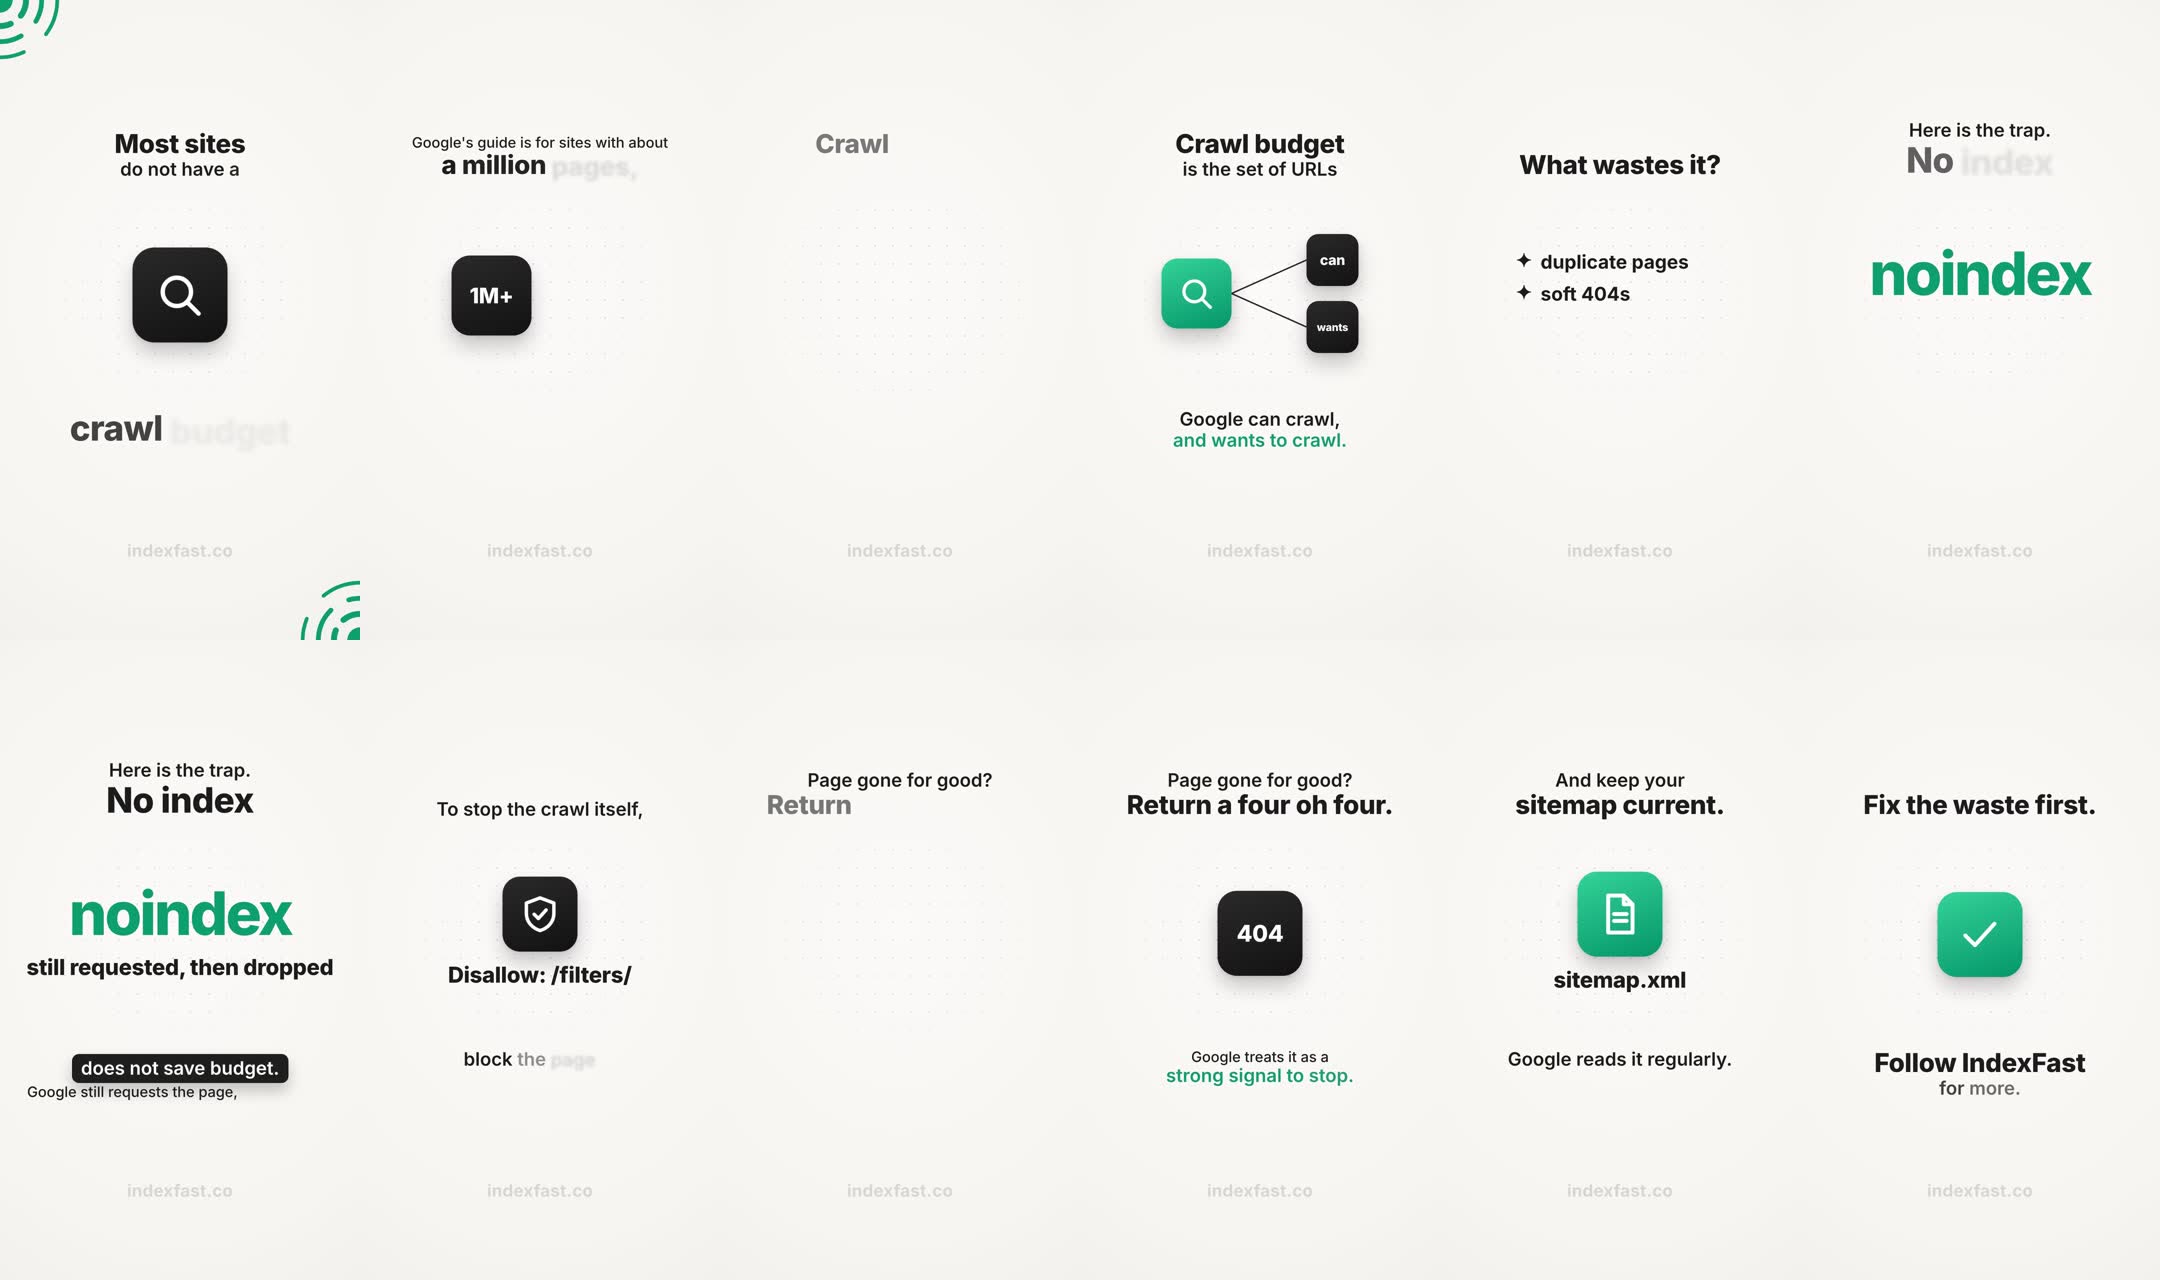 Most sites
do not have a
crawl budget
indexfast.co
Google's guide is for sites with about
a million pages,
1M+
indexfast.co
Crawl
indexfast.co
Crawl budget
is the set of URLs
can
wants
Google can crawl,
and wants to crawl.
indexfast.co
What wastes it?
duplicate pages
soft 404s
indexfast.co
Here is the trap.
No index
noindex
indexfast.co
Here is the trap.
No index
noindex
still requested, then dropped
does not save budget.
Google still requests the page,
indexfast.co
To stop the crawl itself,
Disallow: /filters/
block the page
indexfast.co
Page gone for good?
Return
indexfast.co
Page gone for good?
Return a four oh four.
404
Google treats it as a
strong signal to stop.
indexfast.co
And keep your
sitemap current.
sitemap.xml
Google reads it regularly.
indexfast.co
Fix the waste first.
Follow IndexFast
for more.
indexfast.co